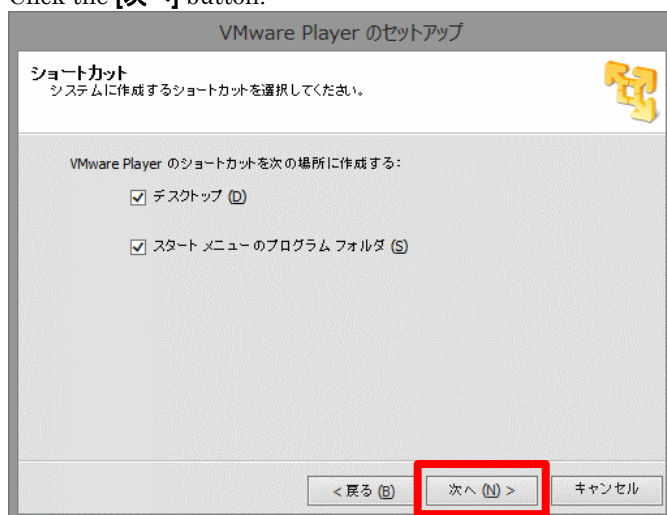 Click the [次へ] button.
VMware Player のセットアップ
ショートカット
システムに作成するショートカットを選択してください。
VMware Player のショートカットを次の場所に作成する:
デスクトップ (D)
スタート メニューのプログラム フォルダ (S)
< 戻る (B) 次へ (N) > キャンセル